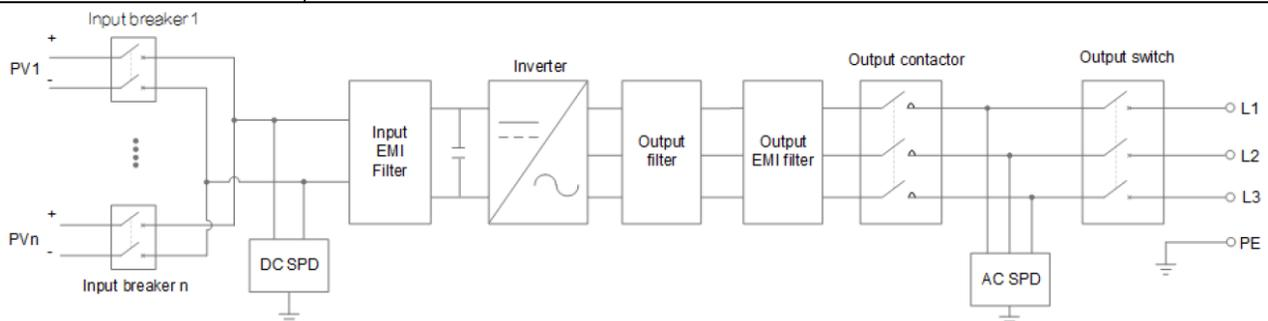 Input breaker 1
+
PV1
-
Input
EMI
Filter
Inverter
Output
filter
Output
EMI filter
Output contactor
Output switch
L1
L2
L3
PE
+
PVn
-
Input breaker n
DC SPD
AC SPD